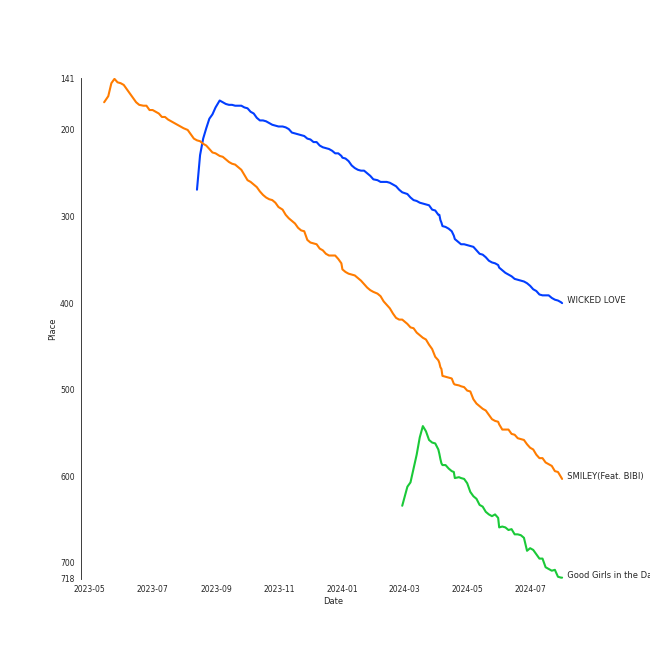 141
200
300
400
500
600
700
718
Place
WICKED LOVE
SMILEY(Feat. BIBI)
Good Girls in the Da
2023-05 2023-07 2023-09 2023-11 2024-01 2024-03 2024-05 2024-07
Date